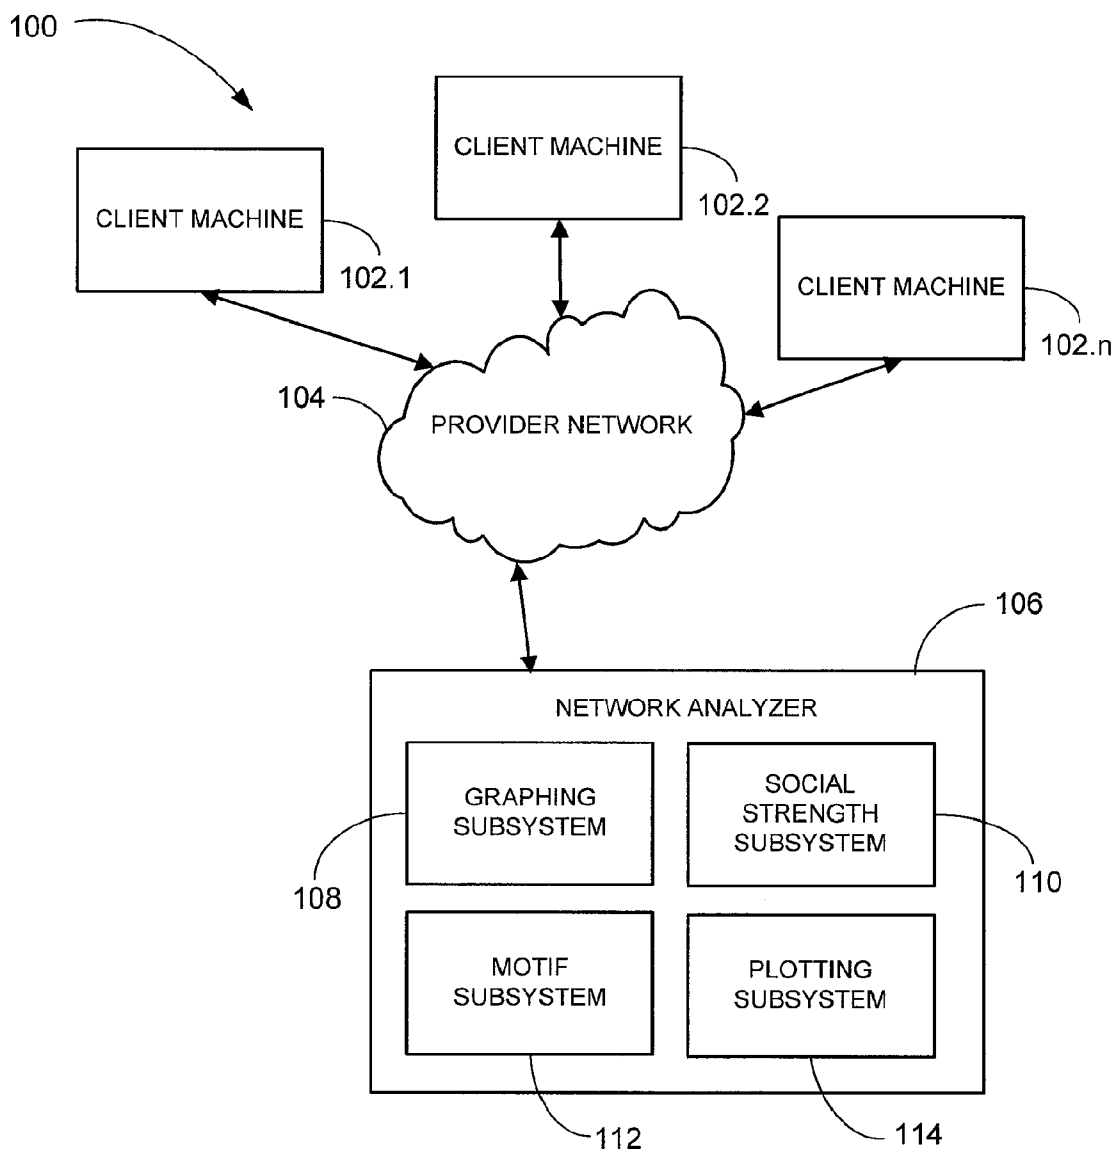 100
CLIENT MACHINE
102.2
CLIENT MACHINE
102.1
CLIENT MACHINE
102.n
104
PROVIDER NETWORK
106
NETWORK ANALYZER
GRAPHING
SUBSYSTEM
108
SOCIAL
STRENGTH
SUBSYSTEM
110
MOTIF
SUBSYSTEM
112
PLOTTING
SUBSYSTEM
114